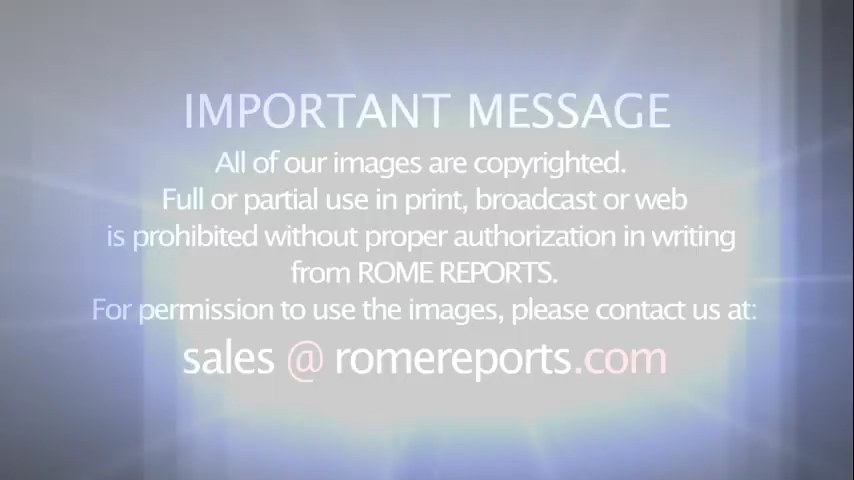 IMPORTANT MESSAGE
All of our images are copyrighted.
Full or partial use in print, broadcast or web
is prohibited without proper authorization in writing
from ROME REPORTS.
For permission to use the images, please contact us at:
sales @ romereports.com